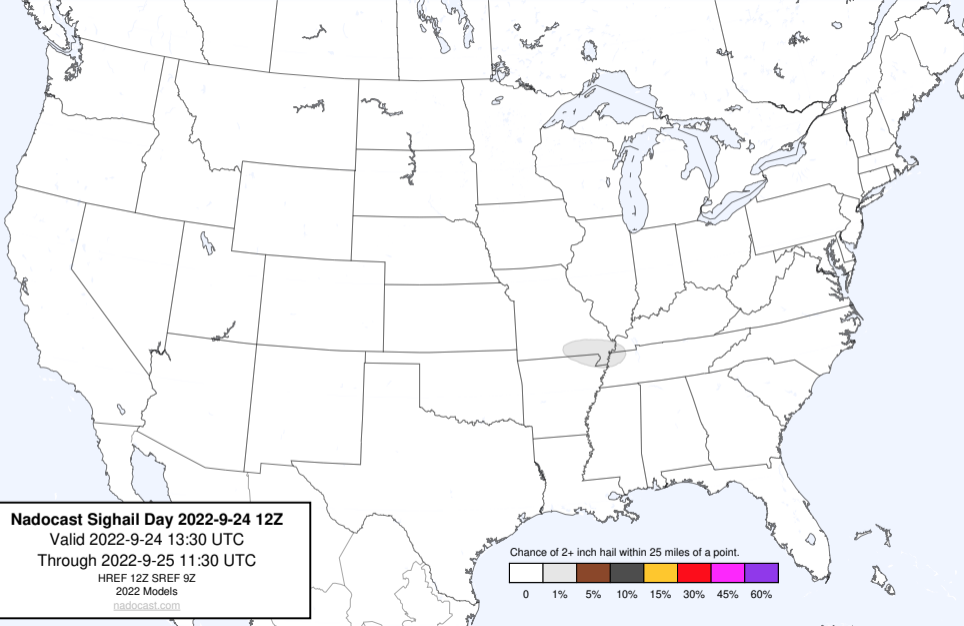 Nadocast Sighail Day 2022-9-24 12Z
Valid 2022-9-24 13:30 UTC
Through 2022-9-25 11:30 UTC
HREF 12Z SREF 9Z
2022 Models
nadocast.com
Chance of 2+ inch hail within 25 miles of a point.
0 1% 5% 10% 15% 30% 45% 60%